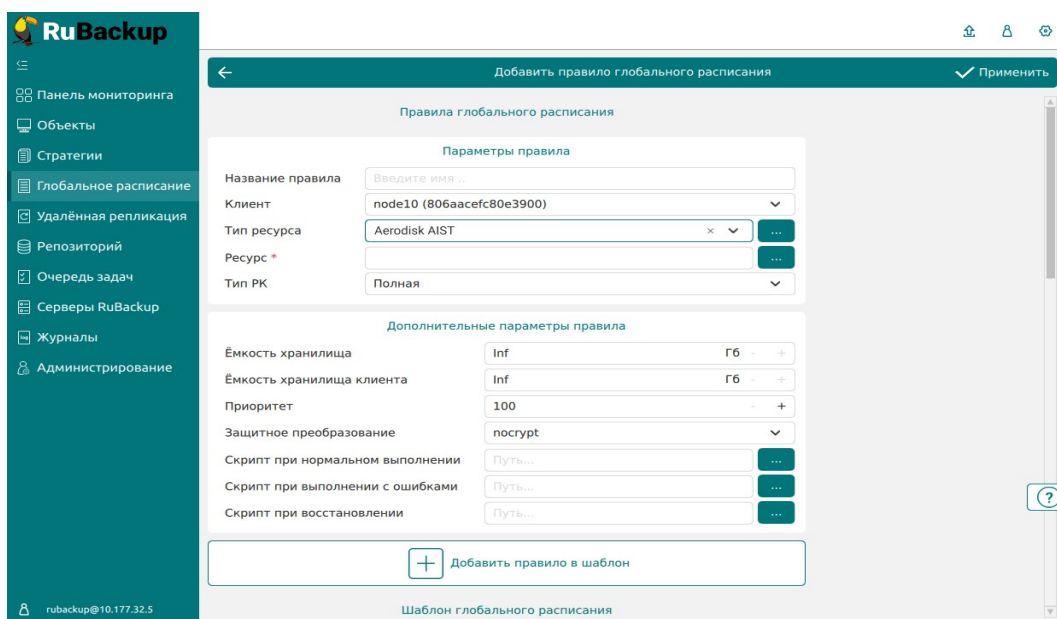 RuBackup
Панель мониторинга
Объекты
Стратегии
Глобальное расписание
Удалённая репликация
Репозиторий
Очередь задач
Серверы RuBackup
Журналы
Администрирование
rubackup@10.177.32.5
Добавить правило глобального расписания
Применить
Правила глобального расписания
Параметры правила
Название правила Введите имя ..
Клиент node10 (806aacefc80e3900)
Тип ресурса Aerodisk AIST × ...
Ресурс * ...
Тип РК Полная
Дополнительные параметры правила
Ёмкость хранилища Inf Гб - +
Ёмкость хранилища клиента Inf Гб - +
Приоритет 100 - +
Защитное преобразование nocrypt
Скрипт при нормальном выполнении Путь... ...
Скрипт при выполнении с ошибками Путь... ...
Скрипт при восстановлении Путь... ...
+ Добавить правило в шаблон
Шаблон глобального расписания
?